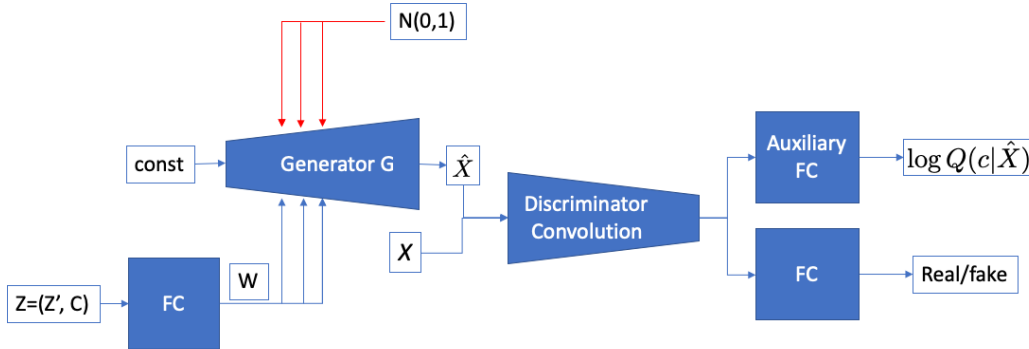 N(0,1)
const
Generator G
X̂
Discriminator
Convolution
Auxiliary
FC
log Q(c|X̂)
X
Z=(Z’, C)
FC
W
FC
Real/fake